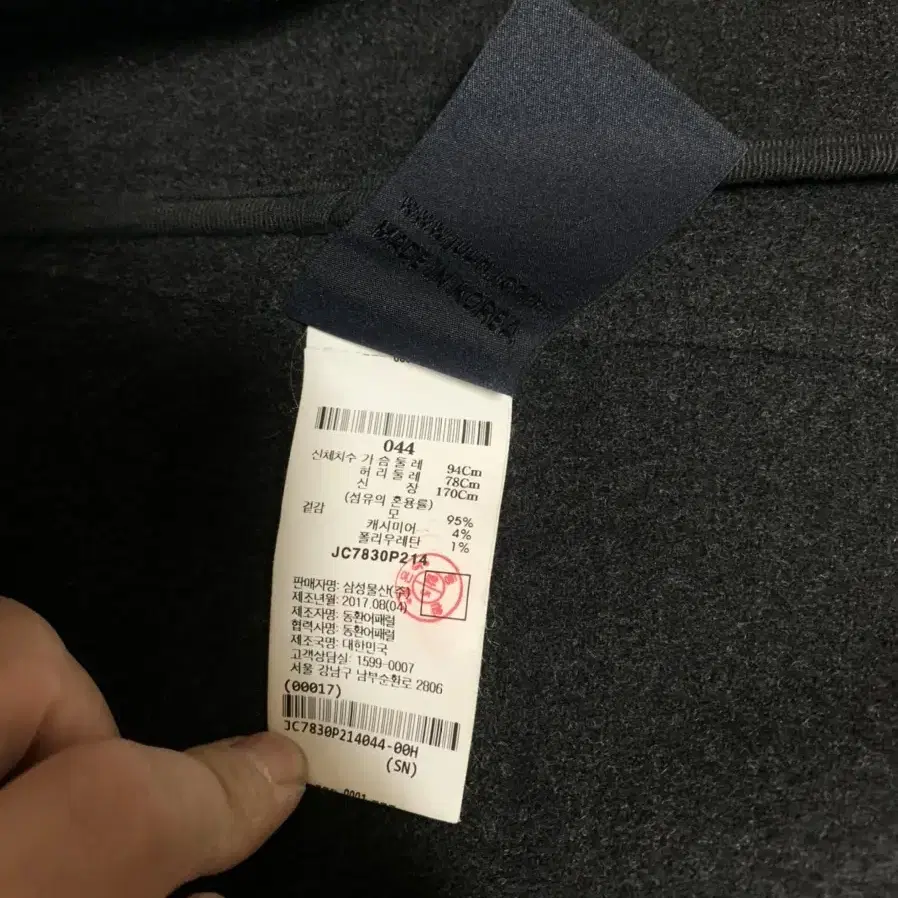 MADE IN KOREA
044
신체치수 가 슴 둘 레 94Cm
허 리 둘 레 78Cm
신 장 170Cm
(섬유의 혼용률)
겉감
모 95%
캐시미어 4%
폴리우레탄 1%
JC7830P214
판매자명: 삼성물산(주)
제조년월: 2017.08(04)
제조자명: 동환어패럴
협력사명: 동환어패럴
제조국명: 대한민국
고객상담실: 1599-0007
서울 강남구 남부순환로 2806
(00017)
JC7830P214044-00H
(SN)